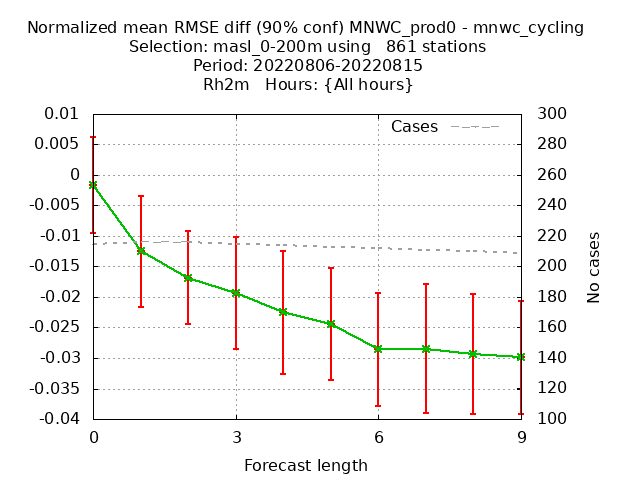 Normalized mean RMSE diff (90% conf) MNWC_prod0 - mnwc_cycling
Selection: masl_0-200m using   861 stations
Period: 20220806-20220815
Rh2m   Hours: {All hours}
0.01 300
Cases
0.005 280
0 260
-0.005 240
-0.01 220
-0.015 200
-0.02 180
-0.025 160
-0.03 140
-0.035 120
-0.04 100
No cases
0 3 6 9
Forecast length